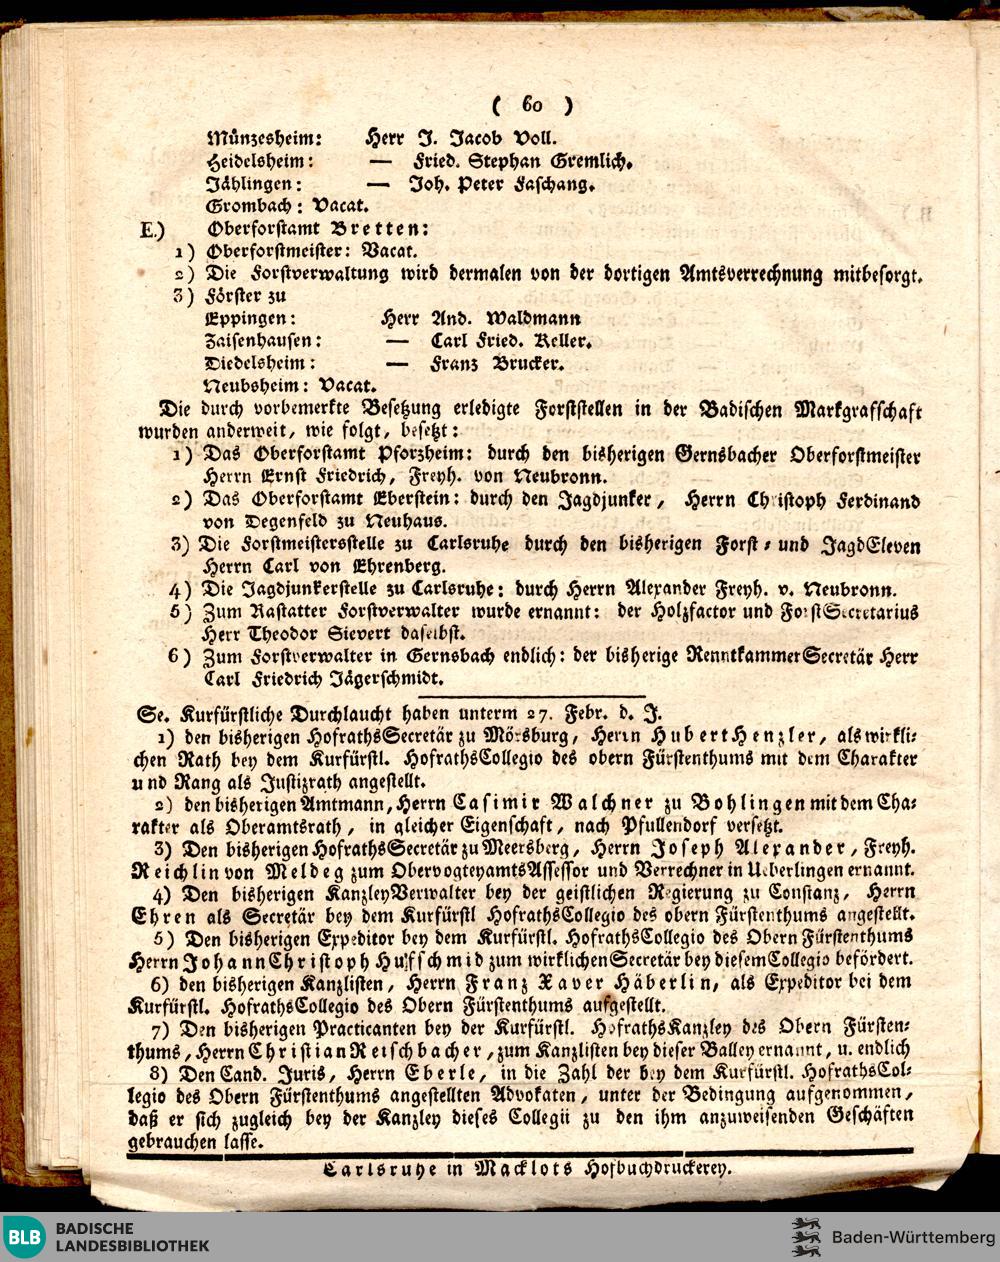 ( 60 )
Münzesheim: Herr J. Jacob Voll.
Heidelsheim: — Fried. Stephan Gremlich.
Jählingen: — Joh. Peter Faschang.
Grombach: Vacat.
E.) Oberforstamt Bretten:
1) Oberforstmeister: Vacat.
2) Die Forstverwaltung wird dermalen von der dortigen Amtsverrechnung mitbesorgt.
3) Förster zu
Eppingen: Herr And. Waldmann
Zaisenhausen: — Carl Fried. Keller.
Diedelsheim: — Franz Brucker.
Neubsheim: Vacat.
Die durch vorbemerkte Besetzung erledigte Forststellen in der Badischen Markgraffschaft
wurden anderweit, wie folgt, besetzt:
1) Das Oberforstamt Pforzheim: durch den bisherigen Gernsbacher Oberforstmeister
Herrn Ernst Friedrich, Freyh. von Neubronn.
2) Das Oberforstamt Eberstein: durch den Jagdjunker, Herrn Christoph Ferdinand
von Degenfeld zu Neuhaus.
3) Die Forstmeistersstelle zu Carlsruhe durch den bisherigen Forst- und JagdEleven
Herrn Carl von Ehrenberg.
4) Die Jagdjunkerstelle zu Carlsruhe: durch Herrn Alexander Freyh. v. Neubronn.
5) Zum Rastatter Forstverwalter wurde ernannt: der Holzfactor und ForstSecretarius
Herr Theodor Sievert daselbst.
6) Zum Forstverwalter in Gernsbach endlich: der bisherige RenntkammerSecretär Herr
Carl Friedrich Jägerschmidt.
Se. Kurfürstliche Durchlaucht haben unterm 27. Febr. d. J.
1) den bisherigen HofrathsSecretär zu Mörsburg, Herrn Hubert Henzler, als wirkli-
chen Rath bey dem Kurfürstl. HofrathsCollegio des obern Fürstenthums mit dem Charakter
und Rang als Justizrath angestellt.
2) den bisherigen Amtmann, Herrn Casimir Walchner zu Bohlingen mit dem Cha-
rakter als Oberamtsrath, in gleicher Eigenschaft, nach Pfullendorf versetzt.
3) Den bisherigen HofrathsSecretär zu Meersberg, Herrn Joseph Alexander, Freyh.
Reichlin von Meldeg zum ObervogteyamtsAssessor und Verrechner in Ueberlingen ernannt.
4) Den bisherigen KanzleyVerwalter bey der geistlichen Regierung zu Constanz, Herrn
Ehren als Secretär bey dem Kurfürstl HofrathsCollegio des obern Fürstenthums angestellt.
5) Den bisherigen Expeditor bey dem Kurfürstl. HofrathsCollegio des Obern Fürstenthums
Herrn Johann Christoph Hufschmid zum wirklichen Secretär bey diesem Collegio befördert.
6) den bisherigen Kanzlisten, Herrn Franz Xaver Häberlin, als Expeditor bei dem
Kurfürstl. HofrathsCollegio des Obern Fürstenthums aufgestellt.
7) Den bisherigen Practicanten bey der Kurfürstl. HofrathsKanzley des Obern Fürsten-
thums, Herrn Christian Reischbacher, zum Kanzlisten bey dieser Balley ernannt, u. endlich
8) Den Cand. Juris, Herrn Eberle, in die Zahl der bey dem Kurfürstl. HofrathsCol-
legio des Obern Fürstenthums angestellten Advokaten, unter der Bedingung aufgenommen,
daß er sich zugleich bey der Kanzley dieses Collegii zu den ihm anzuweisenden Geschäften
gebrauchen lasse.
Carlsruhe in Macklots Hofbuchdruckerey.
BLB BADISCHE
LANDESBIBLIOTHEK
Baden-Württemberg